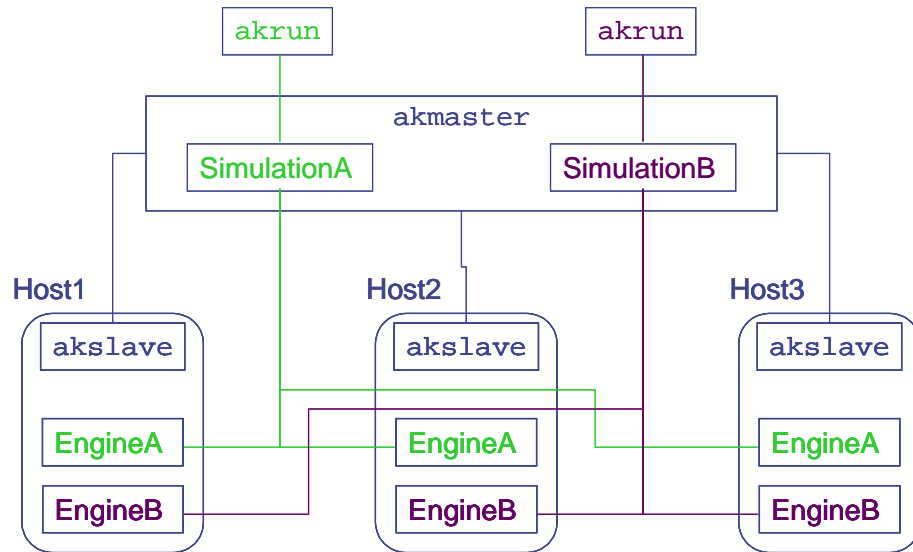 akrun
akrun
akmaster
SimulationA
SimulationB
Host1
Host2
Host3
akslave
akslave
akslave
EngineA
EngineA
EngineA
EngineB
EngineB
EngineB